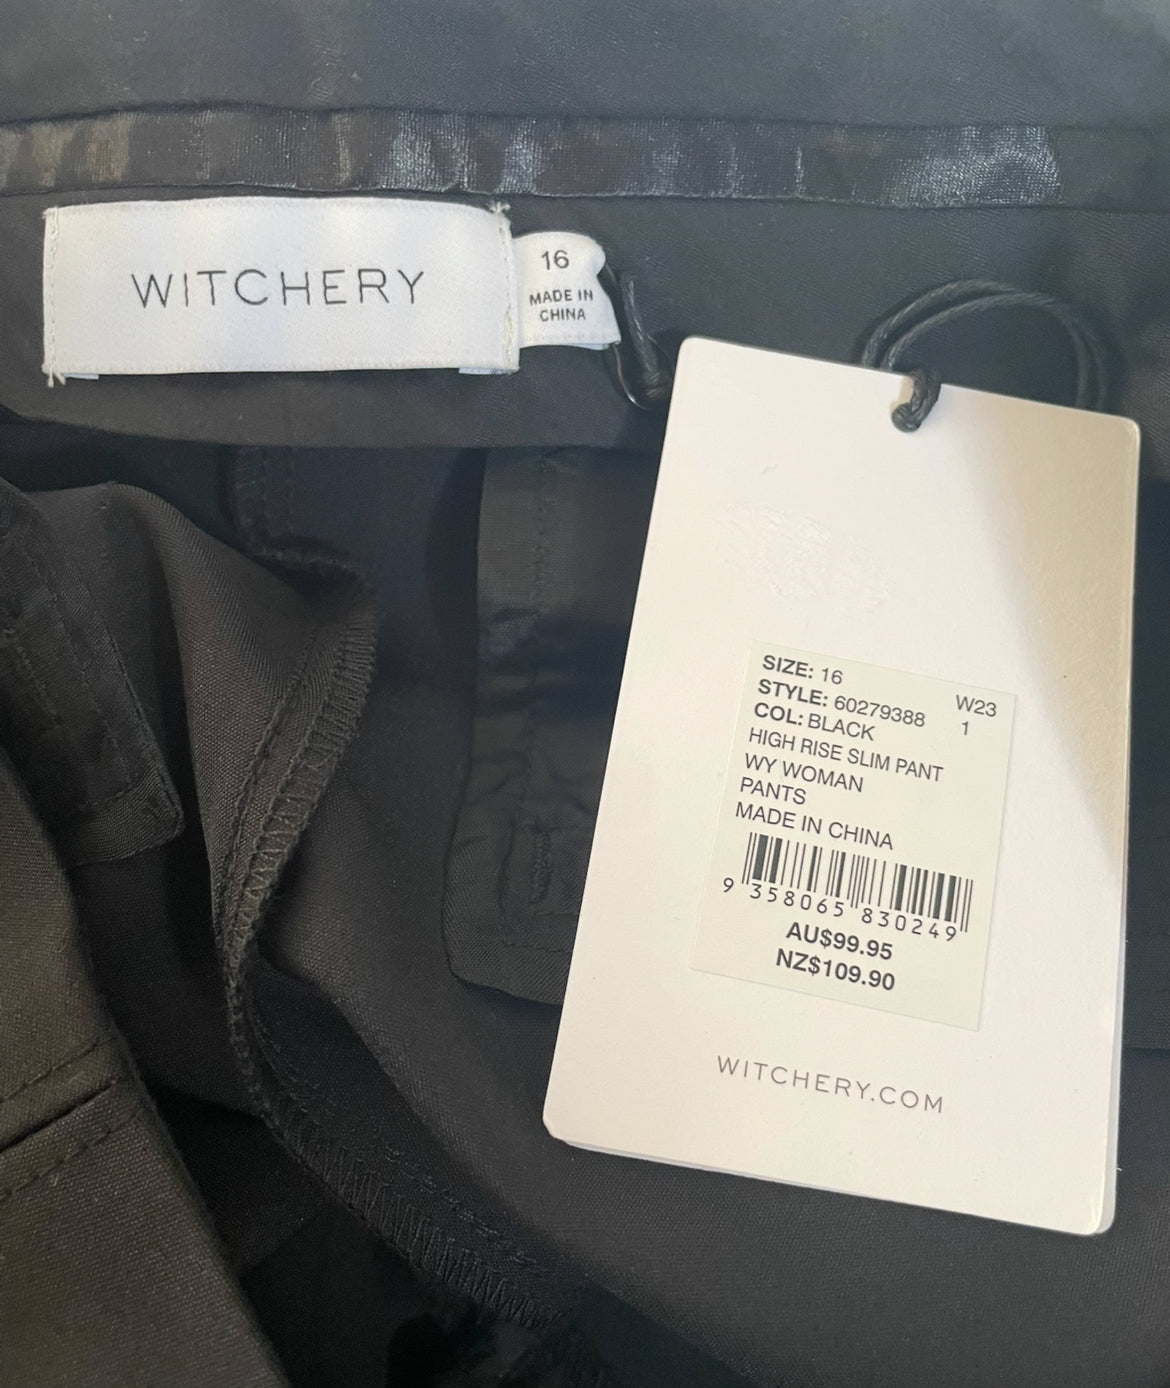 WITCHERY
16
MADE IN
CHINA
SIZE: 16
W23
STYLE: 60279388
1
COL: BLACK
HIGH RISE SLIM PANT
WY WOMAN
PANTS
MADE IN CHINA
9 358065 830249
AU$99.95
NZ$109.90
WITCHERY.COM